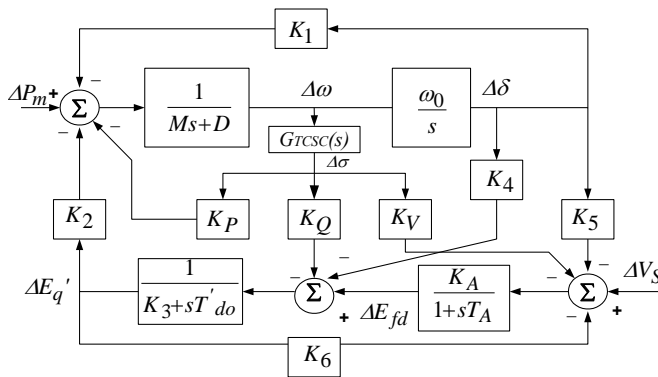 K1
−
ΔPm +
Σ
−
−
−
1
Ms+D
Δω
ω0
s
Δδ
GTCSC(s)
Δσ
K4
K2
KP
KQ
KV
K5
−
−
−
−
ΔVS
ΔEq'
1
K3+sT'do
−
Σ
+
ΔEfd
KA
1+sTA
−
Σ
−
+
K6